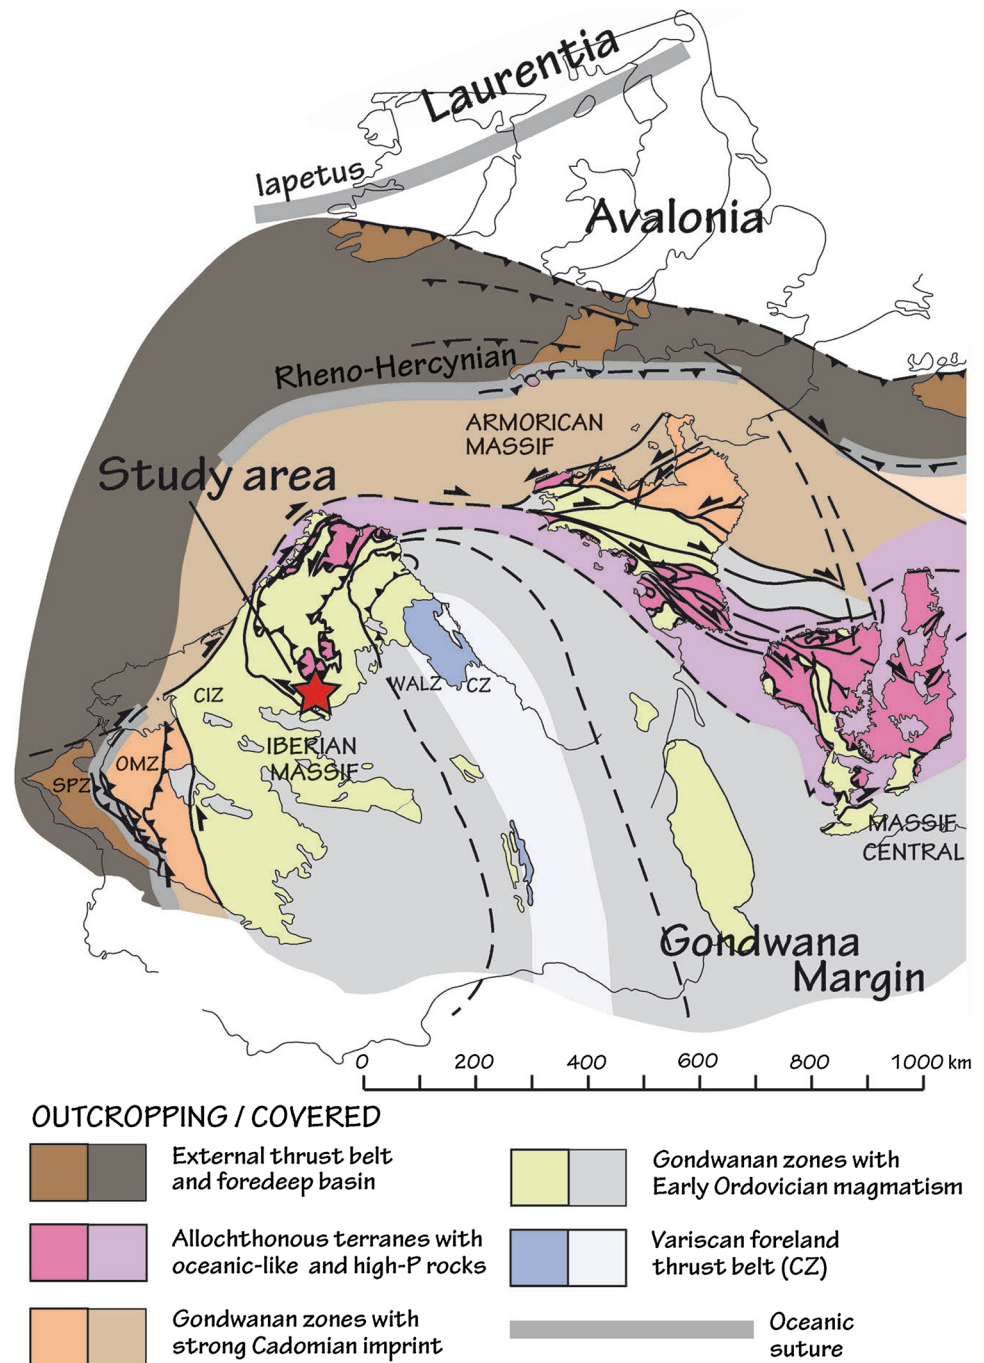 Laurentia
Iapetus
Avalonia
Rheno-Hercynian
ARMORICAN
MASSIF
Study area
CIZ
WALZ
CZ
IBERIAN
MASSIF
OMZ
SPZ
MASSIF
CENTRAL
Gondwana
Margin
0 200 400 600 800 1000 km
OUTCROPPING / COVERED
External thrust belt
and foredeep basin
Allochthonous terranes with
oceanic-like and high-P rocks
Gondwanan zones with
strong Cadomian imprint
Gondwanan zones with
Early Ordovician magmatism
Variscan foreland
thrust belt (CZ)
Oceanic
suture